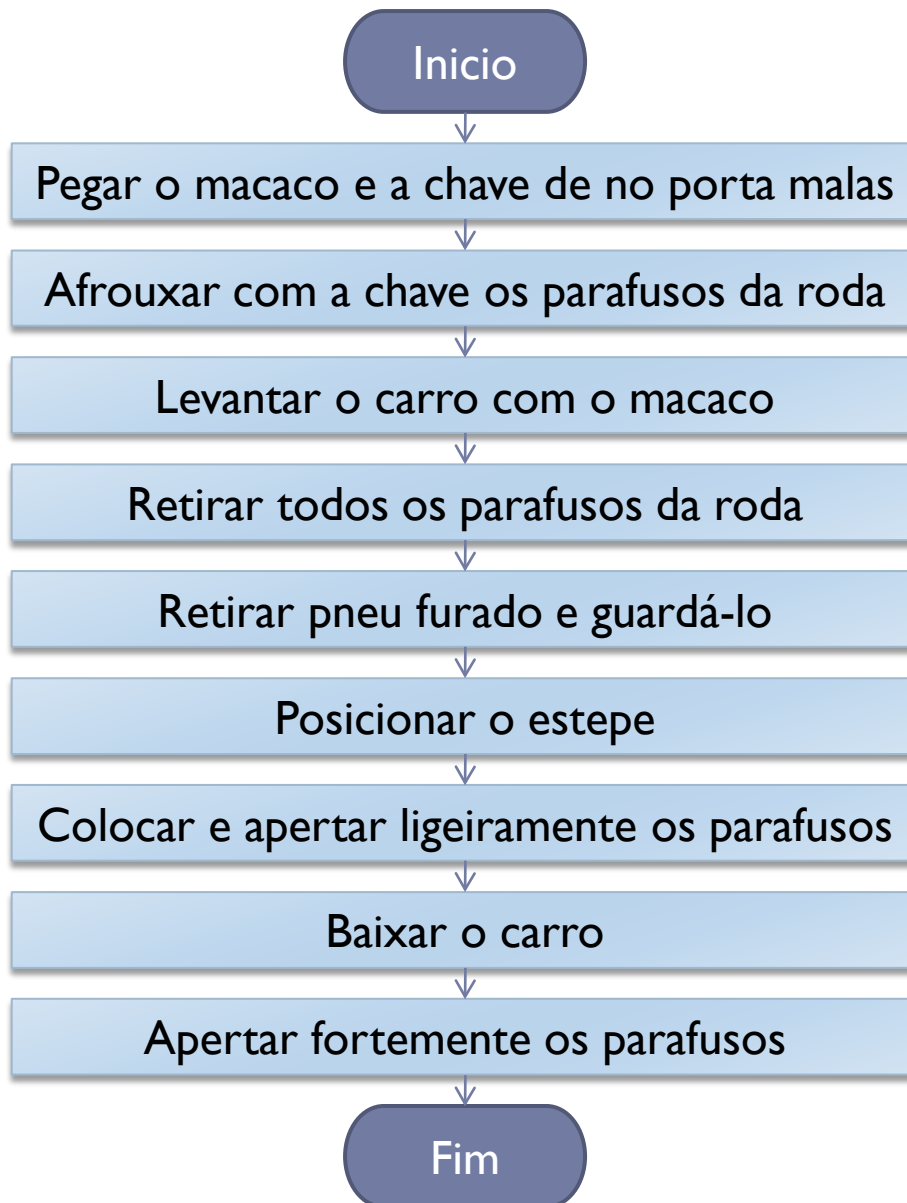 Inicio
Pegar o macaco e a chave de no porta malas
Afrouxar com a chave os parafusos da roda
Levantar o carro com o macaco
Retirar todos os parafusos da roda
Retirar pneu furado e guardá-lo
Posicionar o estepe
Colocar e apertar ligeiramente os parafusos
Baixar o carro
Apertar fortemente os parafusos
Fim